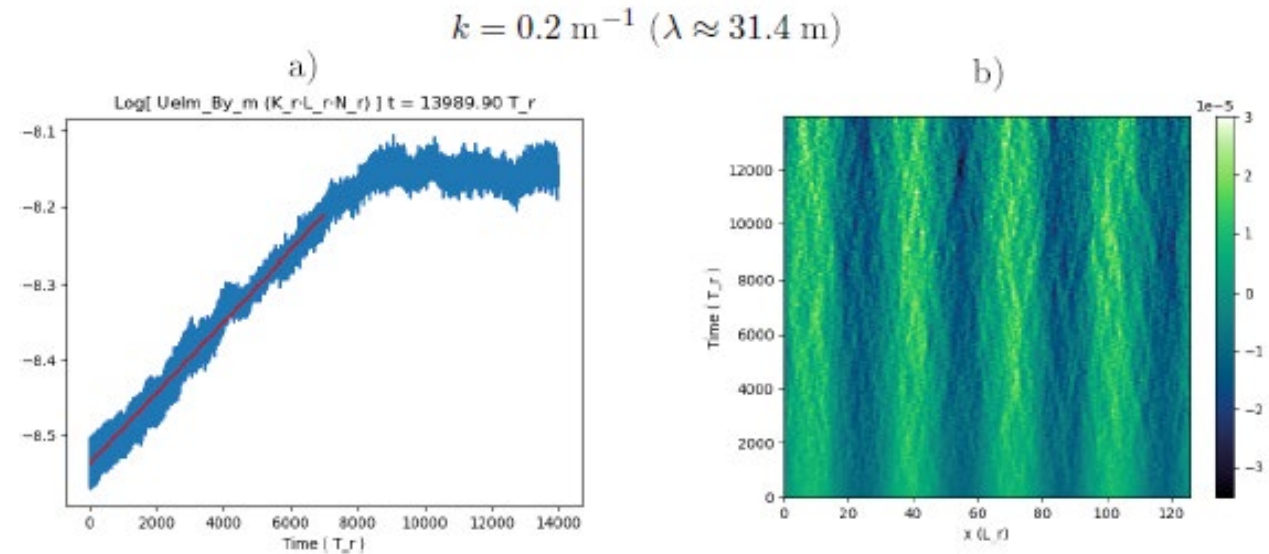 k = 0.2 m⁻¹ (λ ≈ 31.4 m)
a)
Log[ Uelm_By_m (K_r·L_r·N_r) ] t = 13989.90 T_r
−8.1
−8.2
−8.3
−8.4
−8.5
0 2000 4000 6000 8000 10000 12000 14000
Time ( T_r )
b)
1e−5
12000
10000
8000
6000
4000
2000
0
Time ( T_r )
0 20 40 60 80 100 120
x (L_r)
3
2
1
0
−1
−2
−3